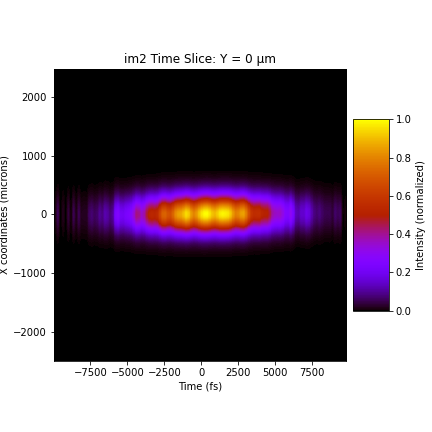 im2 Time Slice: Y = 0 μm
X coordinates (microns)
2000
1000
0
−1000
−2000
−7500 −5000 −2500 0 2500 5000 7500
Time (fs)
1.0
0.8
0.6
0.4
0.2
0.0
Intensity (normalized)